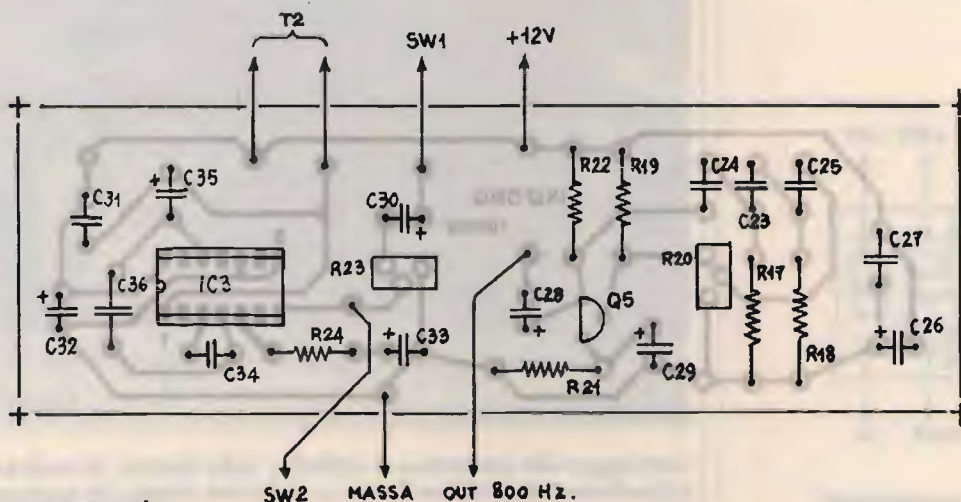 T2
SW1
+12V
R22
R19
C24
C25
C31
C35
C30
C23
C27
R23
R20
IC3
C36
C28
Q5
R17
C32
R24
C33
C26
C34
R21
C29
R18
SW2 MASSA OUT 800 Hz.